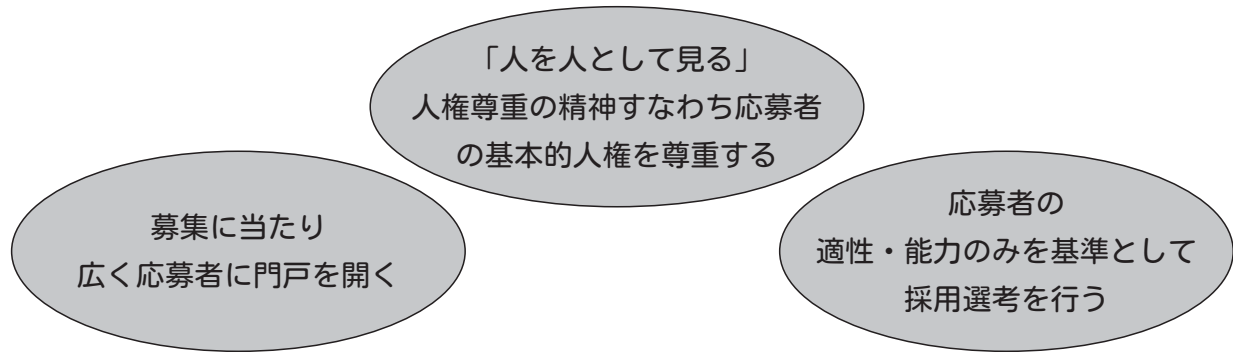 「人を人として見る」
人権尊重の精神すなわち応募者
の基本的人権を尊重する
募集に当たり
広く応募者に門戸を開く
応募者の
適性・能力のみを基準として
採用選考を行う